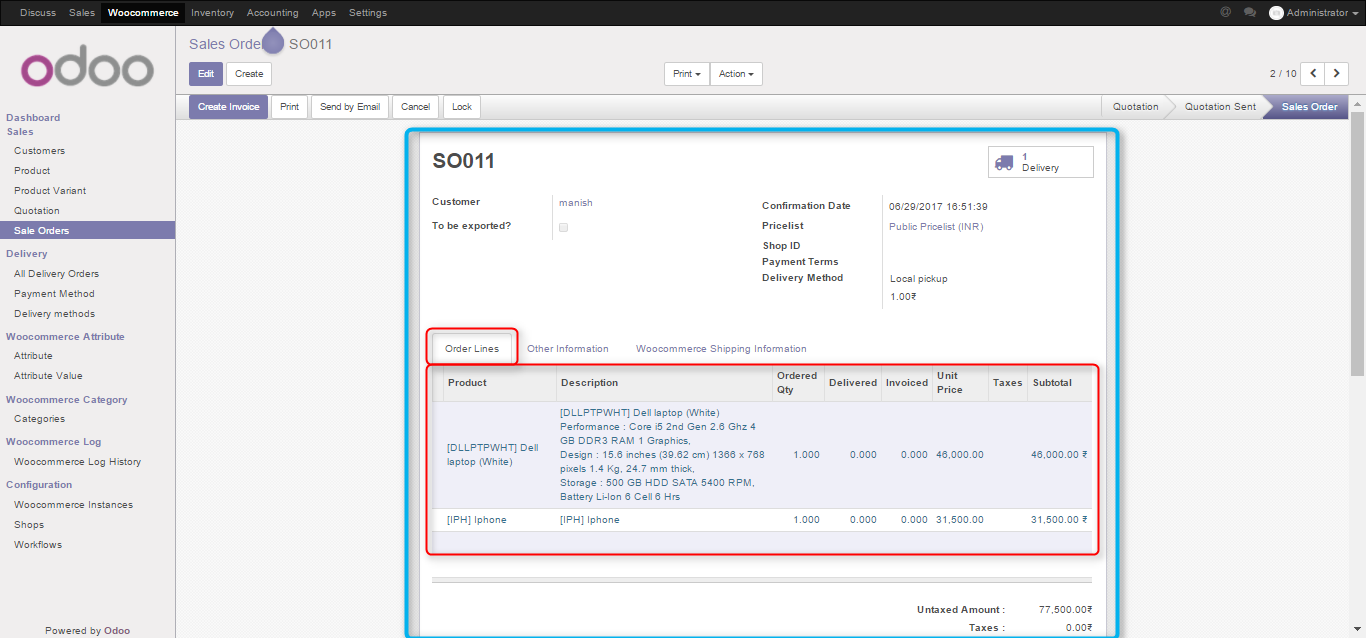 Discuss Sales Woocommerce Inventory Accounting Apps Settings @ Administrator
odoo
Dashboard
Sales
Customers
Product
Product Variant
Quotation
Sale Orders
Delivery
All Delivery Orders
Payment Method
Delivery methods
Woocommerce Attribute
Attribute
Attribute Value
Woocommerce Category
Categories
Woocommerce Log
Woocommerce Log History
Configuration
Woocommerce Instances
Shops
Workflows
Powered by Odoo
Sales Orde SO011
Edit Create Print Action 2 / 10
Create Invoice Print Send by Email Cancel Lock Quotation Quotation Sent Sales Order
SO011
1
Delivery
Customer manish
To be exported?
Confirmation Date 06/29/2017 16:51:39
Pricelist Public Pricelist (INR)
Shop ID
Payment Terms
Delivery Method Local pickup
1.00₹
Order Lines Other Information Woocommerce Shipping Information
Product Description Ordered Qty Delivered Invoiced Unit Price Taxes Subtotal
[DLLPTPWHT] Dell
laptop (White)
[DLLPTPWHT] Dell laptop (White)
Performance : Core i5 2nd Gen 2.6 Ghz 4
GB DDR3 RAM 1 Graphics,
Design : 15.6 inches (39.62 cm) 1366 x 768
pixels 1.4 Kg, 24.7 mm thick,
Storage : 500 GB HDD SATA 5400 RPM,
Battery Li-Ion 6 Cell 6 Hrs
1.000 0.000 0.000 46,000.00 46,000.00 ₹
[IPH] Iphone [IPH] Iphone 1.000 0.000 0.000 31,500.00 31,500.00 ₹
Untaxed Amount : 77,500.00₹
Taxes : 0.00₹